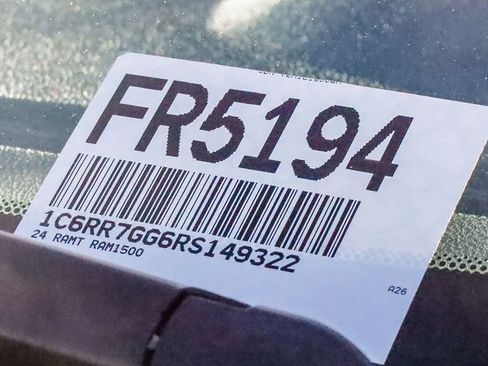 FR5194
1C6RR7GG6RS149322
24 RAMT RAM1500
A26